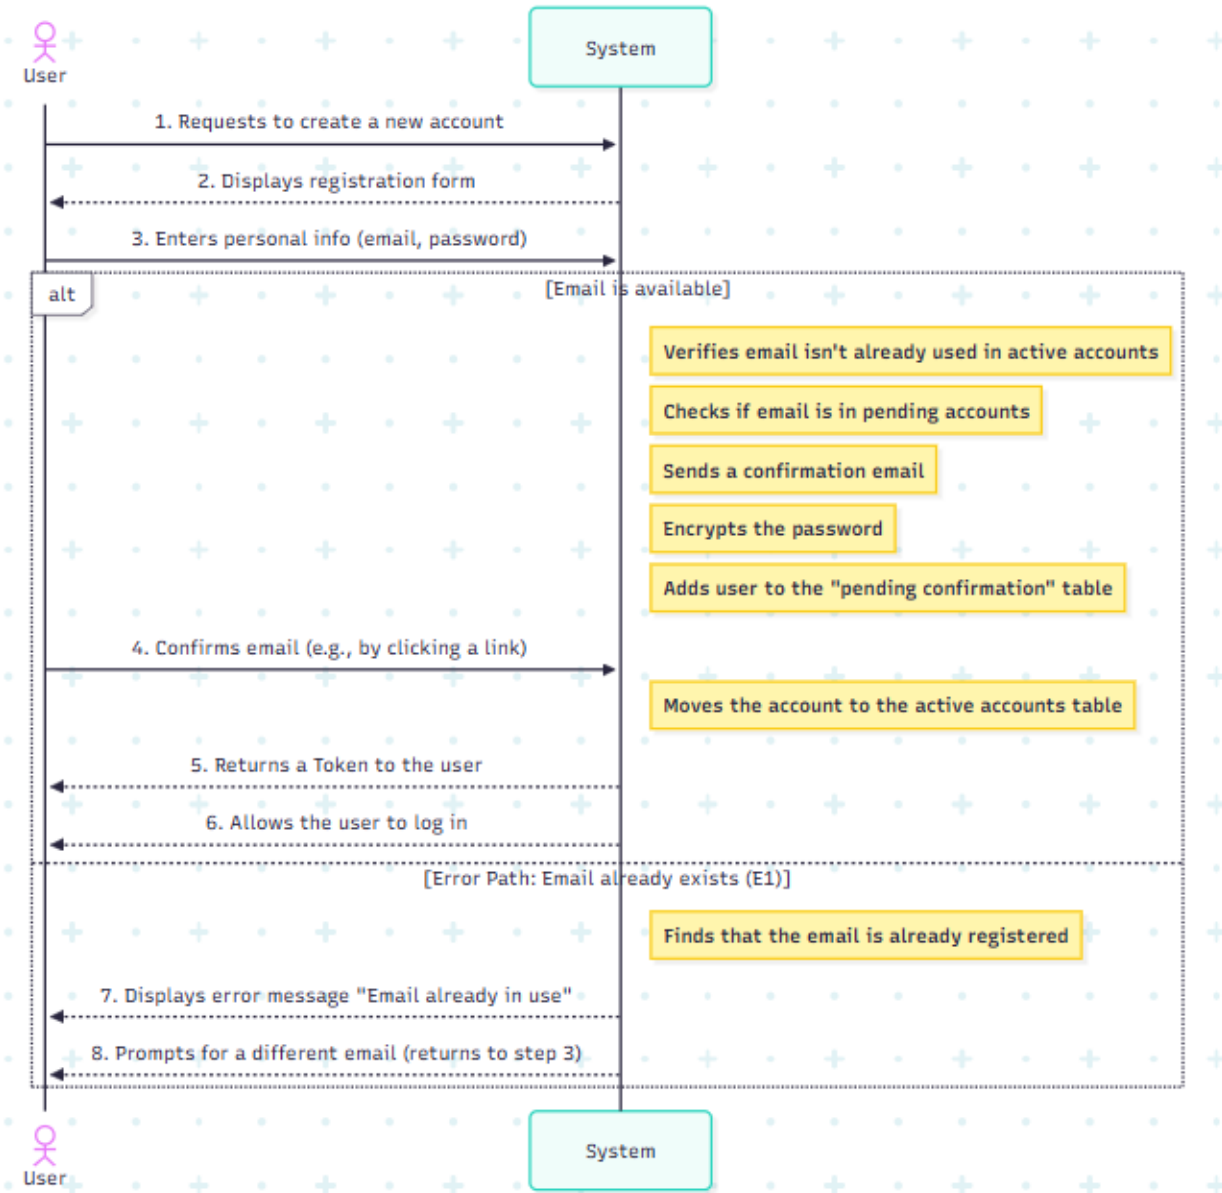 User
System
1. Requests to create a new account
2. Displays registration form
3. Enters personal info (email, password)
alt
[Email is available]
Verifies email isn't already used in active accounts
Checks if email is in pending accounts
Sends a confirmation email
Encrypts the password
Adds user to the "pending confirmation" table
4. Confirms email (e.g., by clicking a link)
Moves the account to the active accounts table
5. Returns a Token to the user
6. Allows the user to log in
[Error Path: Email already exists (E1)]
Finds that the email is already registered
7. Displays error message "Email already in use"
8. Prompts for a different email (returns to step 3)
User
System